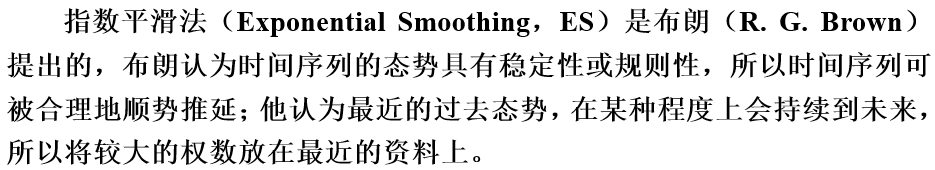 指数平滑法（Exponential Smoothing，ES）是布朗（R. G. Brown）
提出的，布朗认为时间序列的态势具有稳定性或规则性，所以时间序列可
被合理地顺势推延；他认为最近的过去态势，在某种程度上会持续到未来，
所以将较大的权数放在最近的资料上。